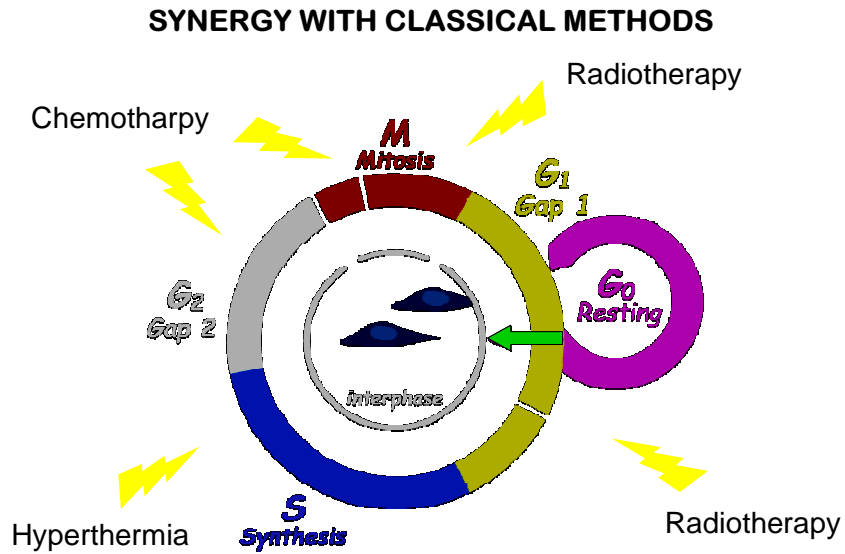 SYNERGY WITH CLASSICAL METHODS
Radiotherapy
Chemotharpy
M
Mitosis
G1
Gap 1
G0
Resting
G2
Gap 2
interphase
S
Synthesis
Hyperthermia
Radiotherapy